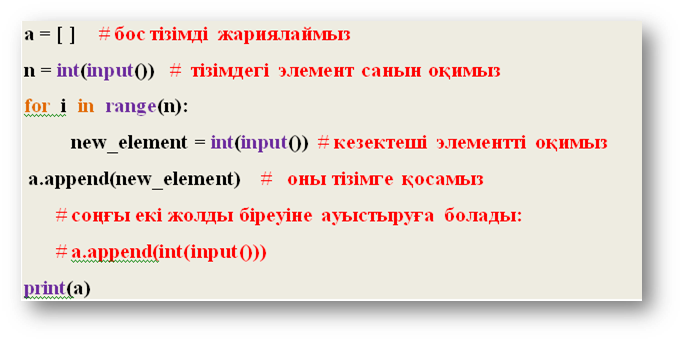 a = [ ] # бос тізімді жариялаймыз
n = int(input()) # тізімдегі элемент санын оқимыз
for i in range(n):
new_element = int(input()) # кезектеші элементті оқимыз
a.append(new_element) # оны тізімге қосамыз
# соңғы екі жолды біреуіне ауыстыруға болады:
# a.append(int(input()))
print(a)